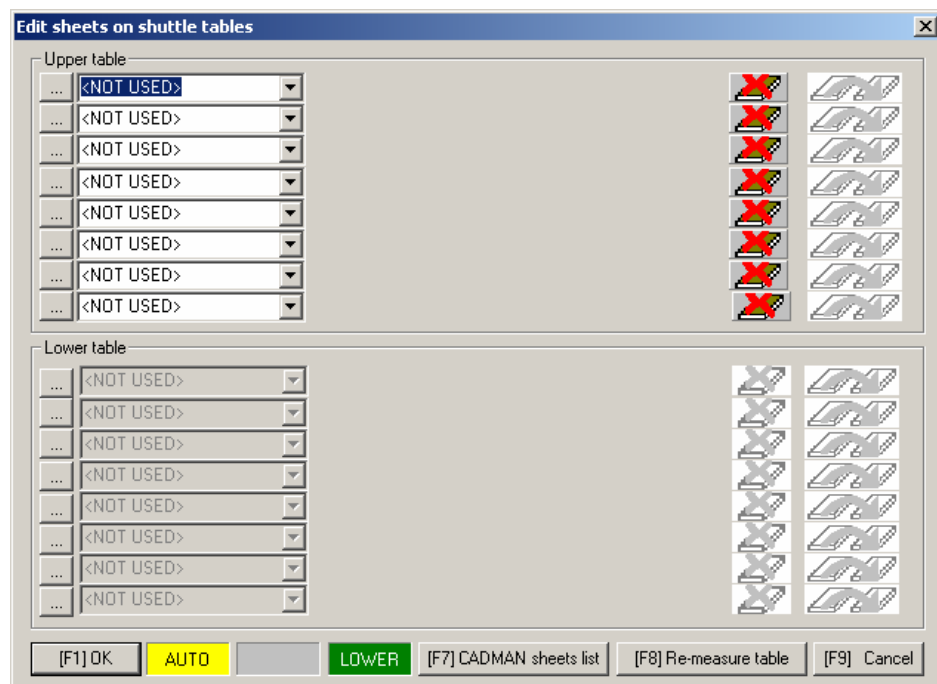 Edit sheets on shuttle tables
Upper table
... <NOT USED>
... <NOT USED>
... <NOT USED>
... <NOT USED>
... <NOT USED>
... <NOT USED>
... <NOT USED>
... <NOT USED>
Lower table
... <NOT USED>
... <NOT USED>
... <NOT USED>
... <NOT USED>
... <NOT USED>
... <NOT USED>
... <NOT USED>
... <NOT USED>
[F1] OK AUTO LOWER [F7] CADMAN sheets list [F8] Re-measure table [F9] Cancel